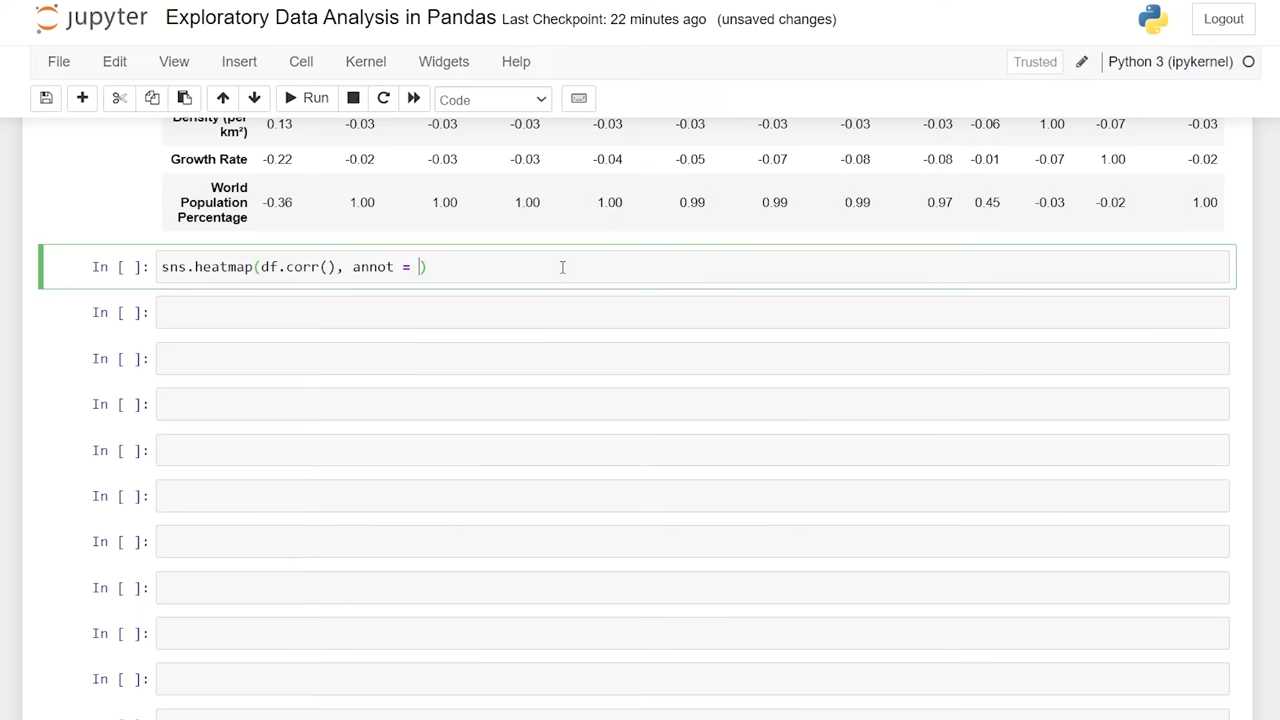 jupyter Exploratory Data Analysis in Pandas Last Checkpoint: 22 minutes ago (unsaved changes) Logout
File Edit View Insert Cell Kernel Widgets Help Trusted Python 3 (ipykernel)
Run Code
Density (per
km²) 0.13 -0.03 -0.03 -0.03 -0.03 -0.03 -0.03 -0.03 -0.03 -0.06 1.00 -0.07 -0.03
Growth Rate -0.22 -0.02 -0.03 -0.03 -0.04 -0.05 -0.07 -0.08 -0.08 -0.01 -0.07 1.00 -0.02
World
Population
Percentage -0.36 1.00 1.00 1.00 1.00 0.99 0.99 0.99 0.97 0.45 -0.03 -0.02 1.00
In [ ]: sns.heatmap(df.corr(), annot = )
In [ ]:
In [ ]:
In [ ]:
In [ ]:
In [ ]:
In [ ]:
In [ ]:
In [ ]:
In [ ]: